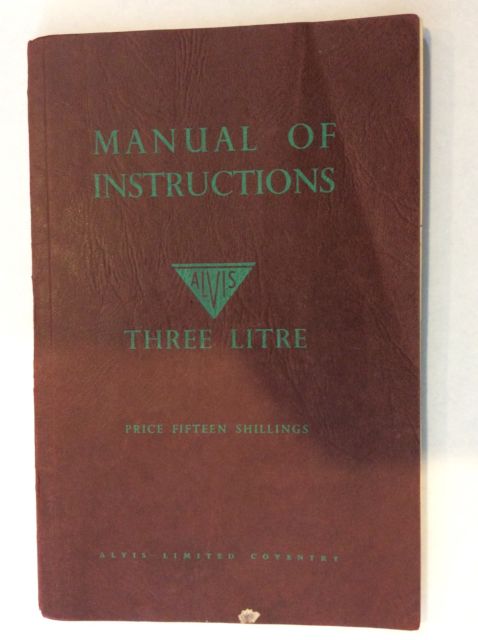 MANUAL OF
INSTRUCTIONS
ALVIS
THREE LITRE
PRICE FIFTEEN SHILLINGS
ALVIS LIMITED COVENTRY